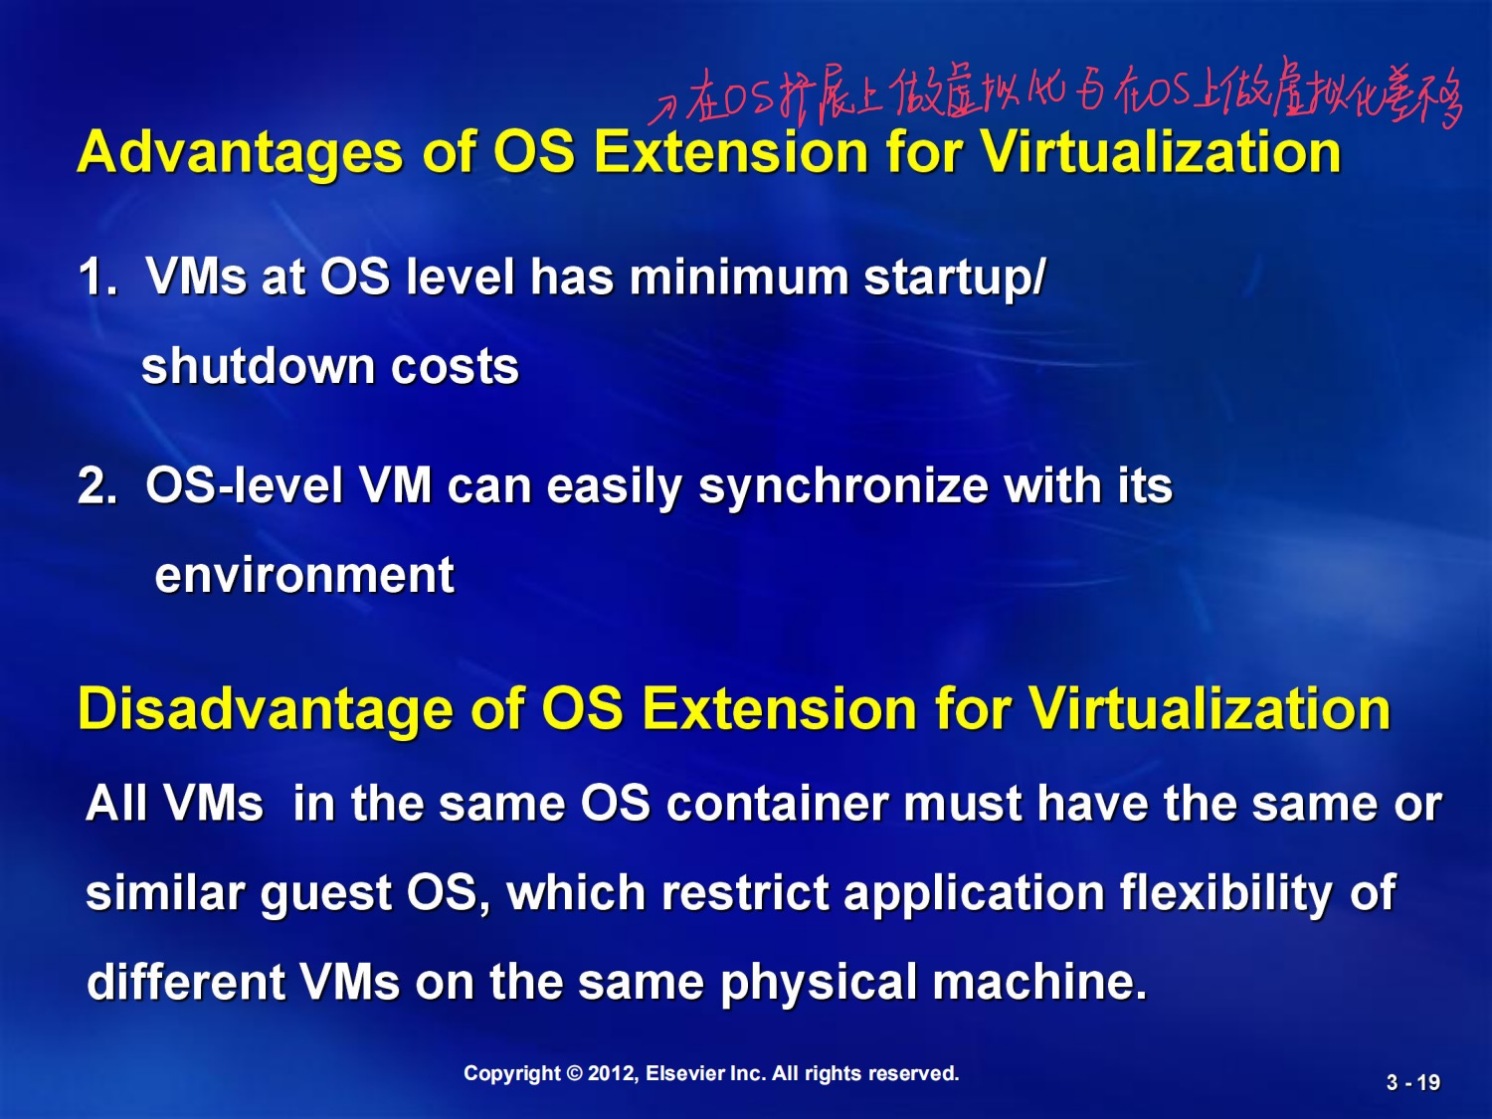 →在OS扩展上做虚拟化与在OS上做虚拟化差不多
Advantages of OS Extension for Virtualization
1. VMs at OS level has minimum startup/
shutdown costs
2. OS-level VM can easily synchronize with its
environment
Disadvantage of OS Extension for Virtualization
All VMs in the same OS container must have the same or
similar guest OS, which restrict application flexibility of
different VMs on the same physical machine.
Copyright © 2012, Elsevier Inc. All rights reserved.
3 - 19